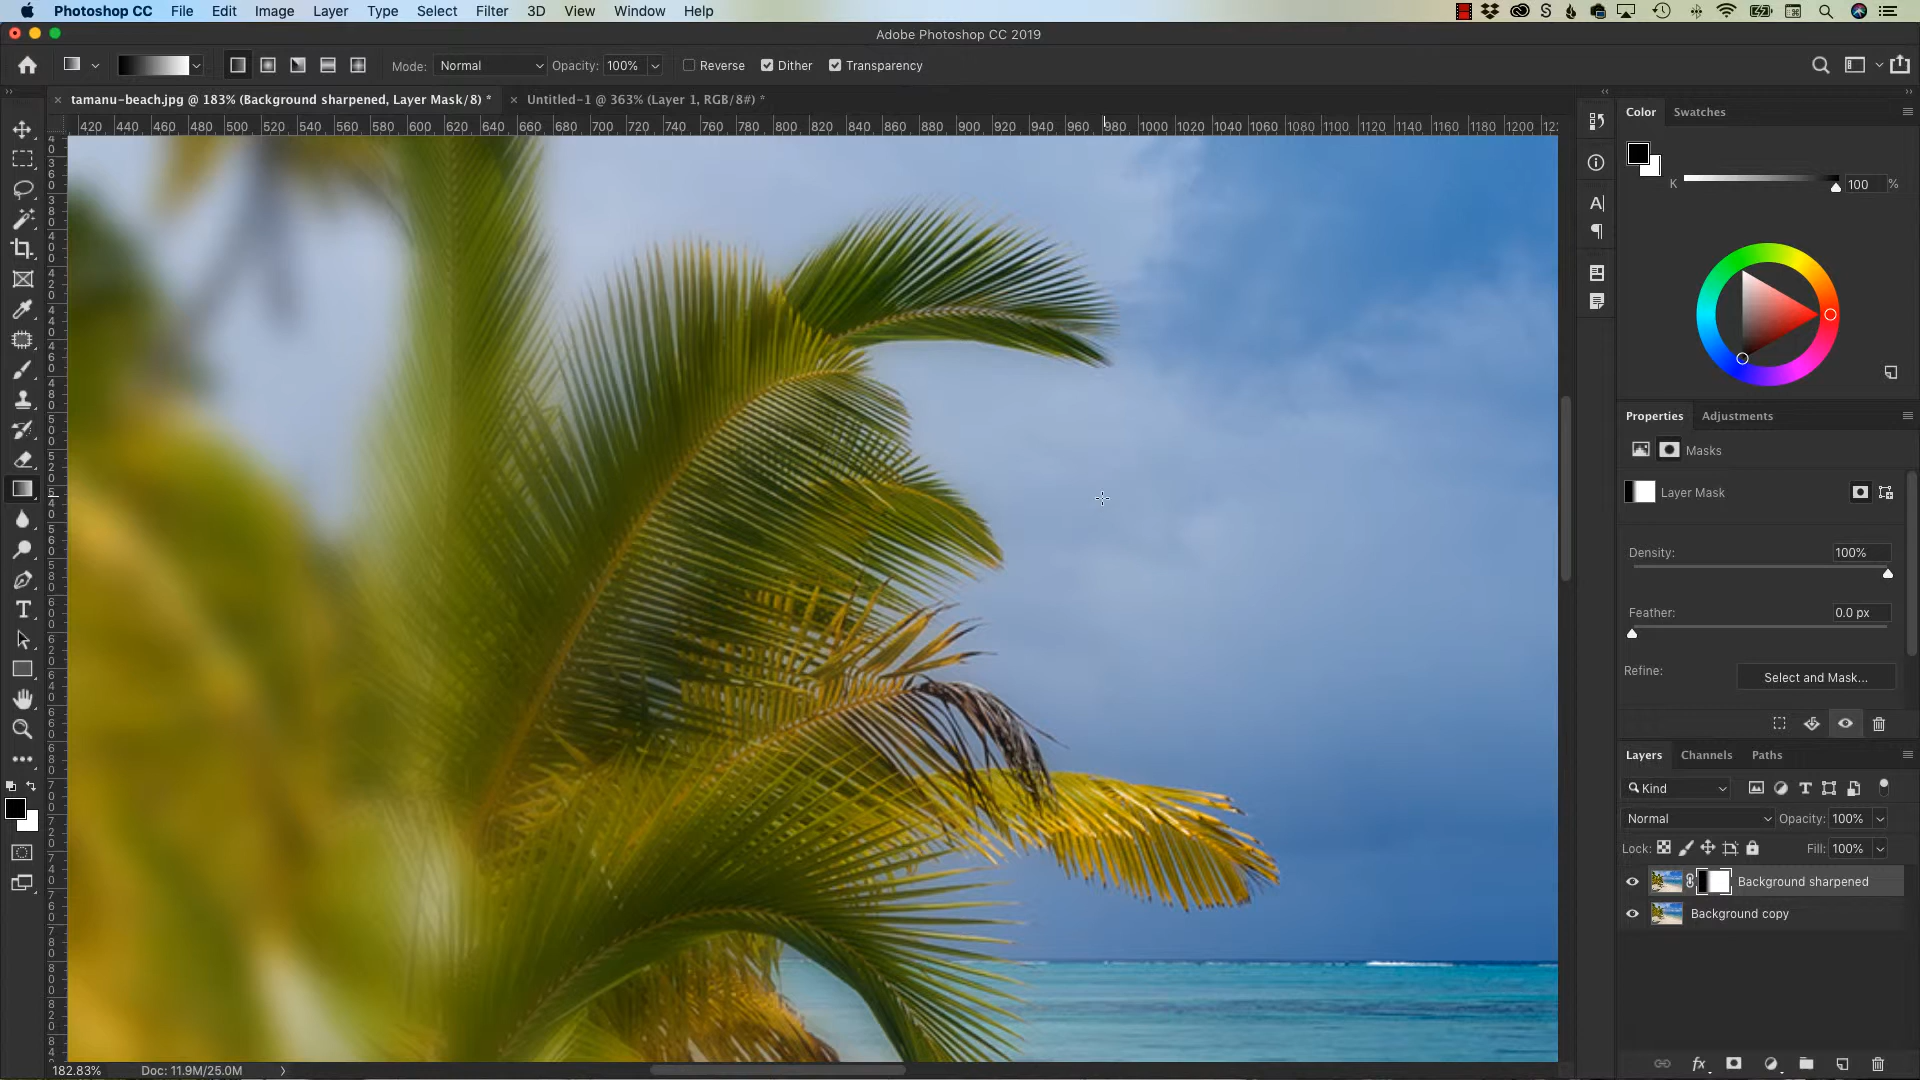 Photoshop CC File Edit Image Layer Type Select Filter 3D View Window Help
Adobe Photoshop CC 2019
Mode: Normal Opacity: 100% Reverse Dither Transparency
tamanu-beach.jpg @ 183% (Background sharpened, Layer Mask/8) *
Untitled-1 @ 363% (Layer 1, RGB/8#) *
420 440 460 480 500 520 540 560 580 600 620 640 660 680 700 720 740 760 780 800 820 840 860 880 900 920 940 960 980 1000 1020 1040 1060 1080 1100 1120 1140 1160 1180 1200
Color Swatches
K 100 %
Properties Adjustments
Masks
Layer Mask
Density: 100%
Feather: 0.0 px
Refine: Select and Mask...
Layers Channels Paths
Kind
Normal Opacity: 100%
Lock: Fill: 100%
Background sharpened
Background copy
fx
182.83% Doc: 11.9M/25.0M